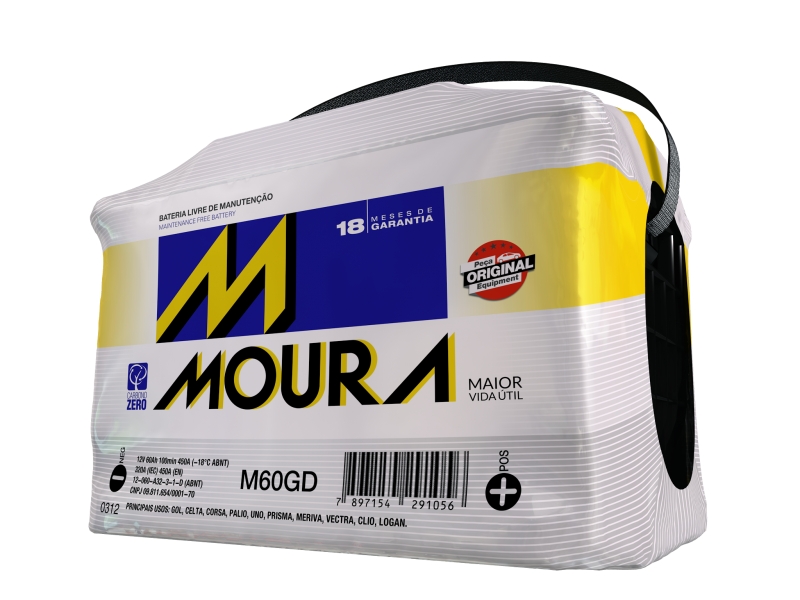 BATERIA LIVRE DE MANUTENÇÃO
MAINTENANCE FREE BATTERY
18 MESES DE
GARANTIA
Peça
ORIGINAL
Equipment
MOURA
MAIOR
VIDA ÚTIL
CARBONO
ZERO
NEG
12V 60Ah 100min 450A (−18°C ABNT)
320A (IEC) 450A (EN)
12-060-A32-3-1-D (ABNT)
CNPJ 09.811.654/0001-70
M60GD
7 897154 291056
POS
0312 PRINCIPAIS USOS: GOL, CELTA, CORSA, PALIO, UNO, PRISMA, MERIVA, VECTRA, CLIO, LOGAN.